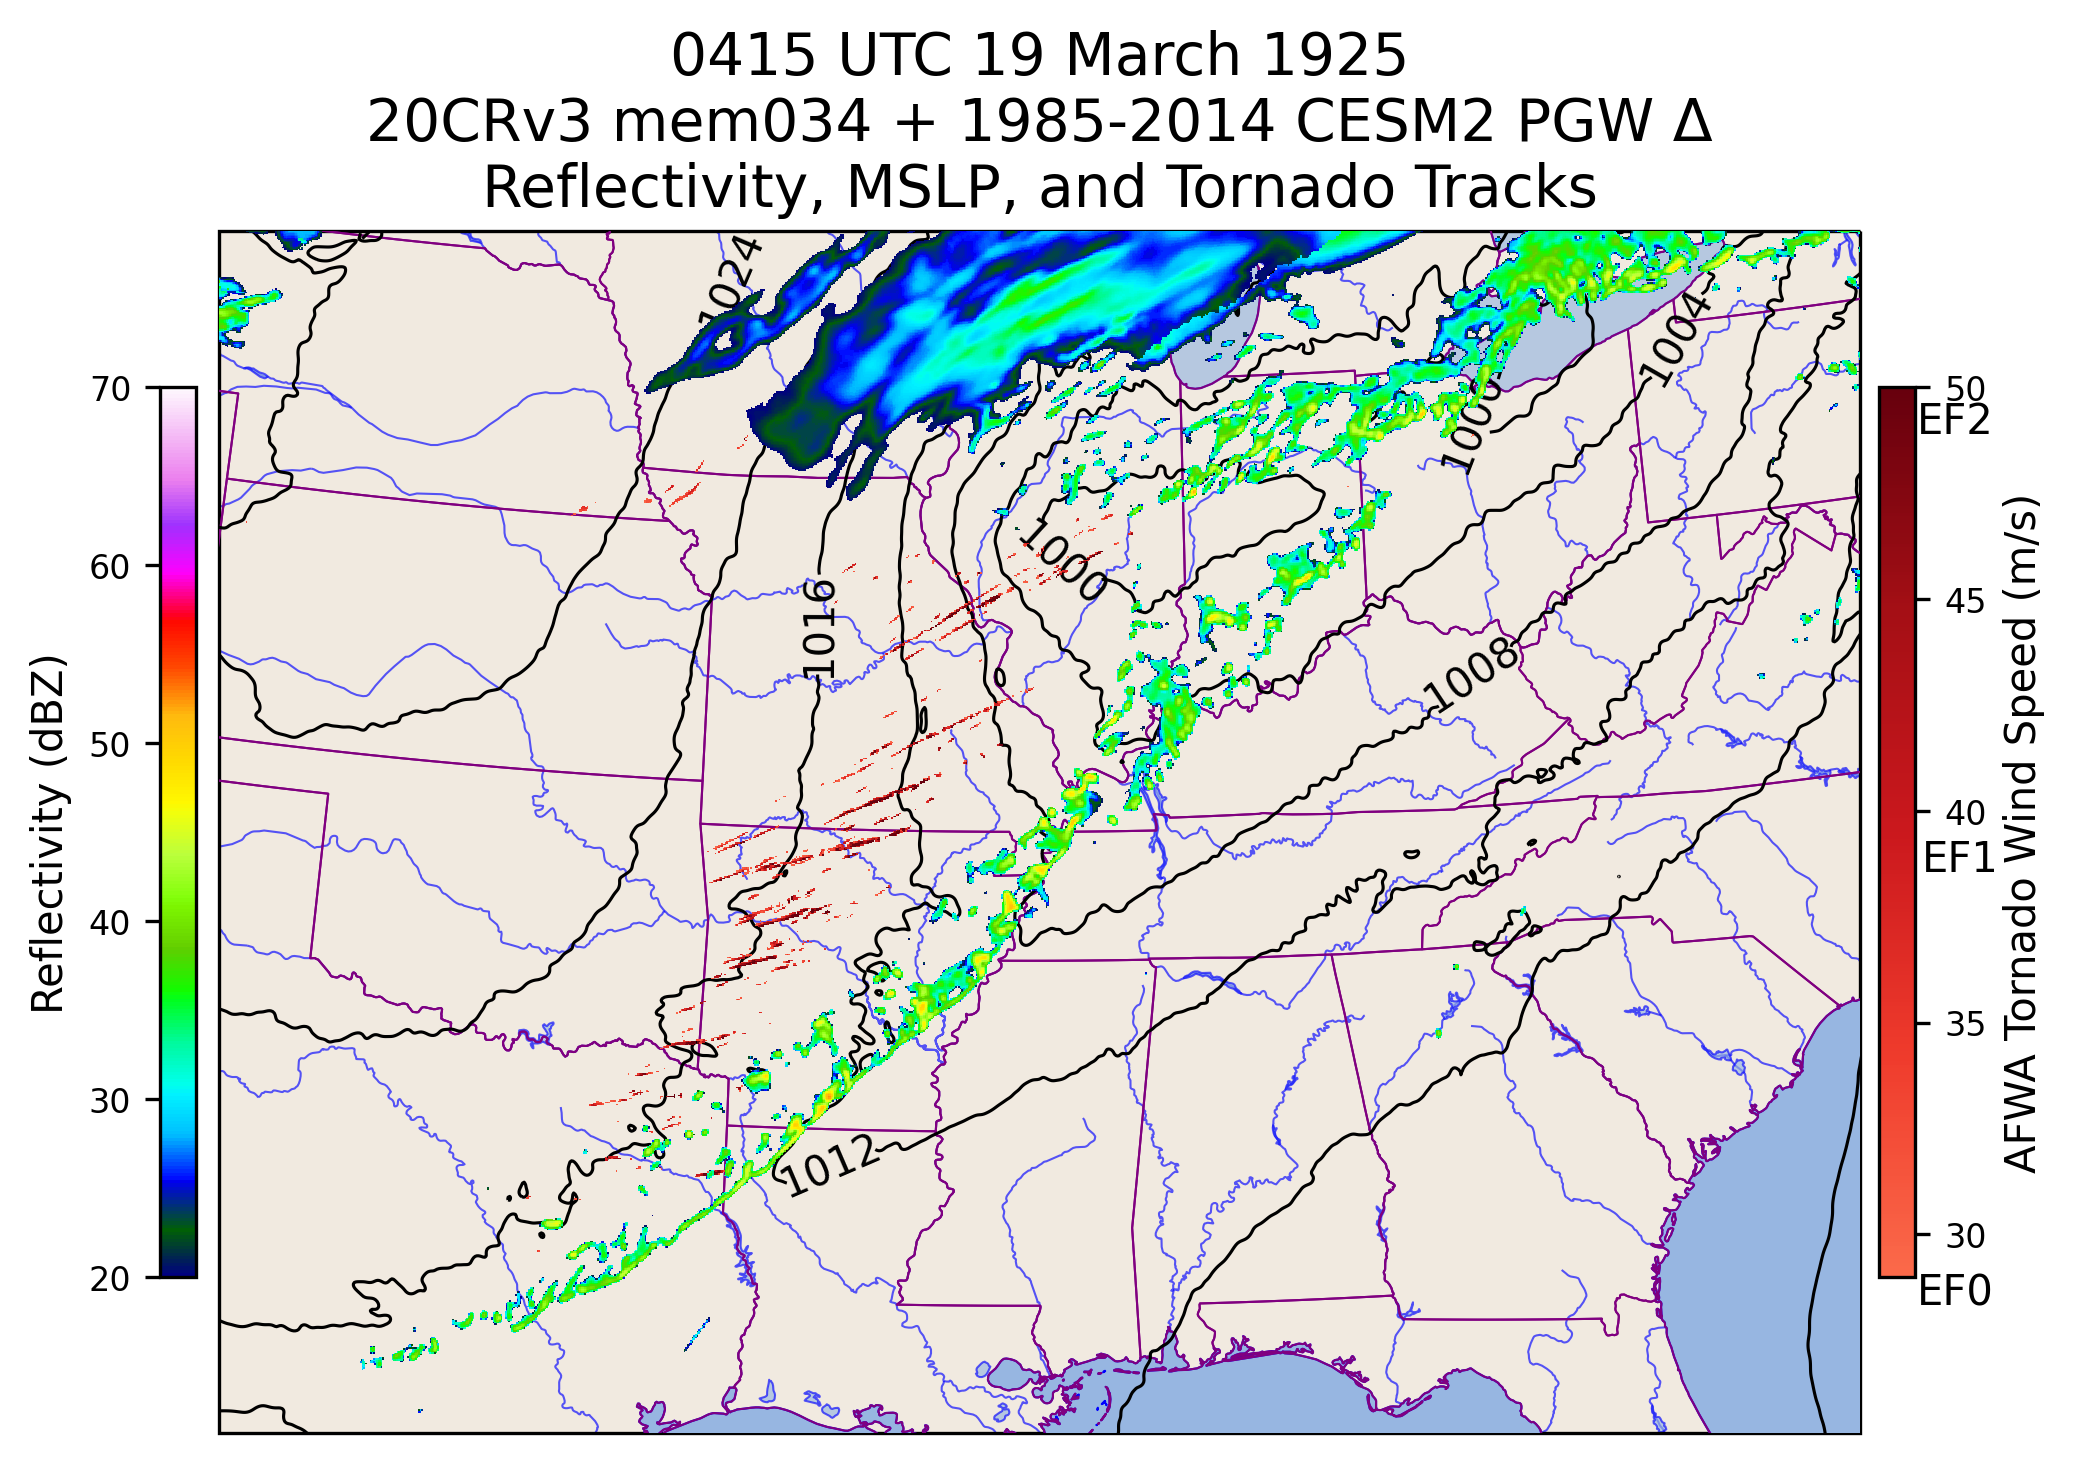 0415 UTC 19 March 1925
20CRv3 mem034 + 1985-2014 CESM2 PGW Δ
Reflectivity, MSLP, and Tornado Tracks
70
60
50
40
30
20
Reflectivity (dBZ)
1024
1004
1000
1000
1016
1008
1012
50
EF2
45
40
EF1
35
30
EF0
AFWA Tornado Wind Speed (m/s)